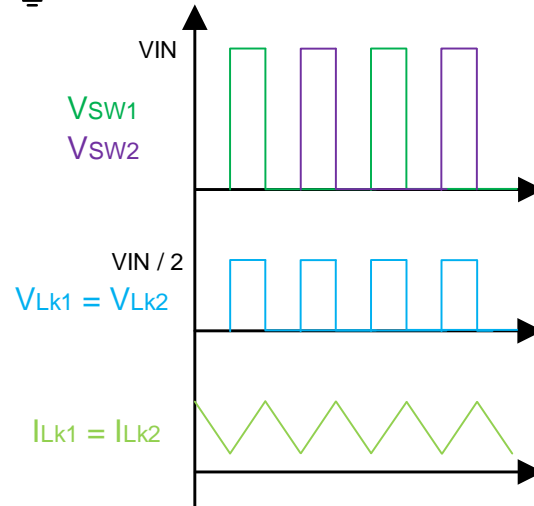 VIN
VSW1
VSW2
VIN / 2
VLk1 = VLk2
ILk1 = ILk2